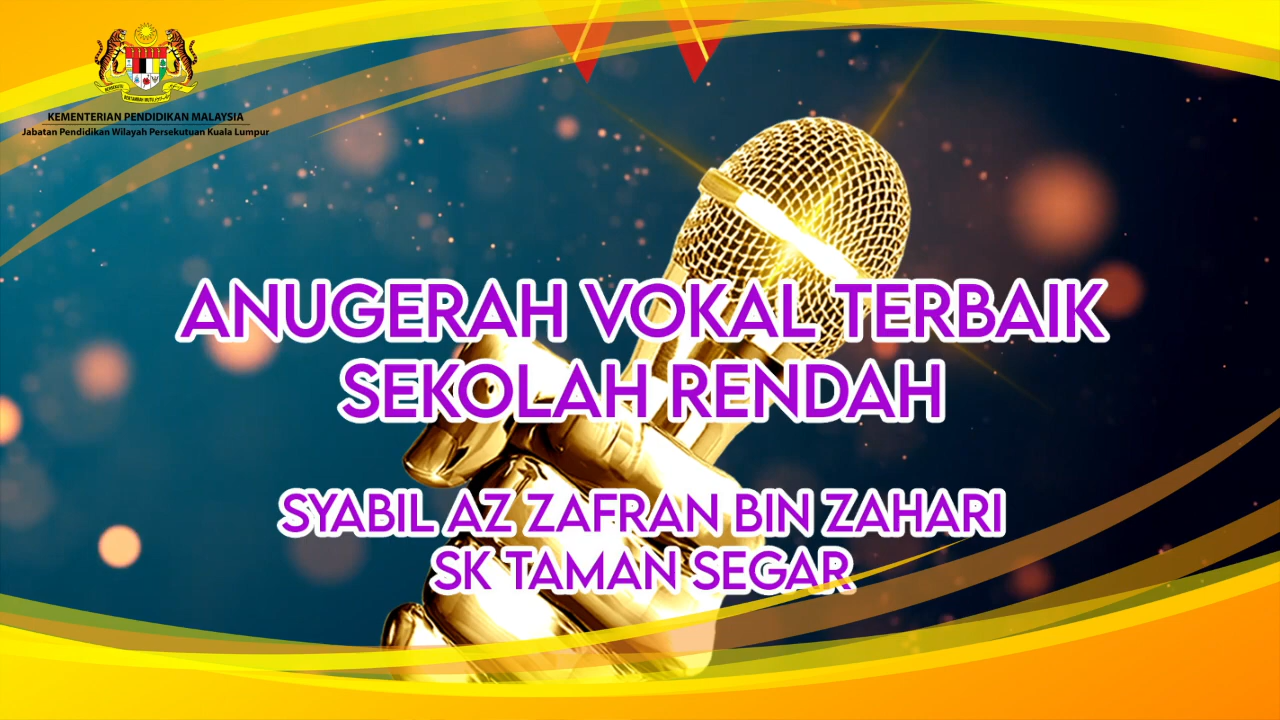 KEMENTERIAN PENDIDIKAN MALAYSIA
Jabatan Pendidikan Wilayah Persekutuan Kuala Lumpur
ANUGERAH VOKAL TERBAIK
SEKOLAH RENDAH
SYABIL AZ ZAFRAN BIN ZAHARI
SK TAMAN SEGAR